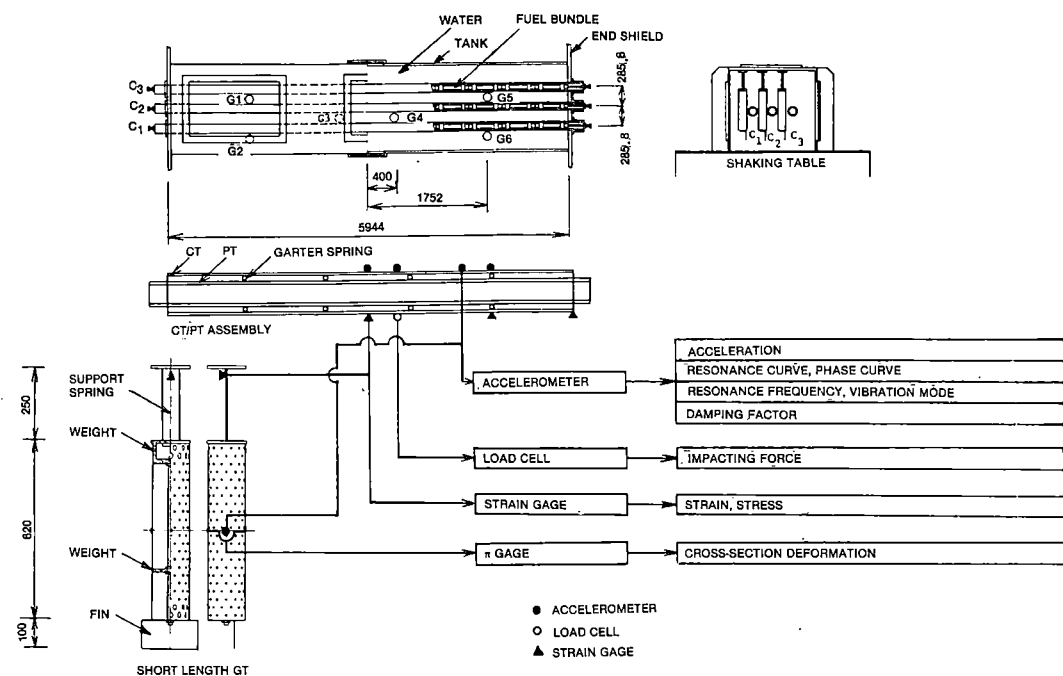 WATER
FUEL BUNDLE
TANK
END SHIELD
C3
C2
C1
G1
G2
G3
G4
G5
G6
285.8
285.8
400
1752
5944
C1
C2
C3
SHAKING TABLE
CT
PT
GARTER SPRING
CT/PT ASSEMBLY
SUPPORT
SPRING
WEIGHT
WEIGHT
FIN
250
620
100
SHORT LENGTH GT
ACCELEROMETER
ACCELERATION
RESONANCE CURVE, PHASE CURVE
RESONANCE FREQUENCY, VIBRATION MODE
DAMPING FACTOR
LOAD CELL
IMPACTING FORCE
STRAIN GAGE
STRAIN, STRESS
π GAGE
CROSS-SECTION DEFORMATION
● ACCELEROMETER
○ LOAD CELL
▲ STRAIN GAGE